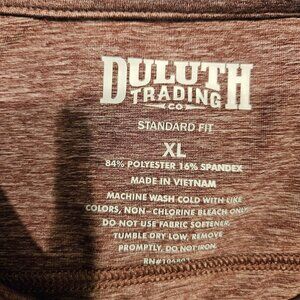 DULUTH
TRADING
CO
STANDARD FIT
XL
84% POLYESTER 16% SPANDEX
MADE IN VIETNAM
MACHINE WASH COLD WITH LIKE
COLORS, NON-CHLORINE BLEACH ONLY
DO NOT USE FABRIC SOFTENER,
TUMBLE DRY LOW, REMOVE
PROMPTLY, DO NOT IRON.